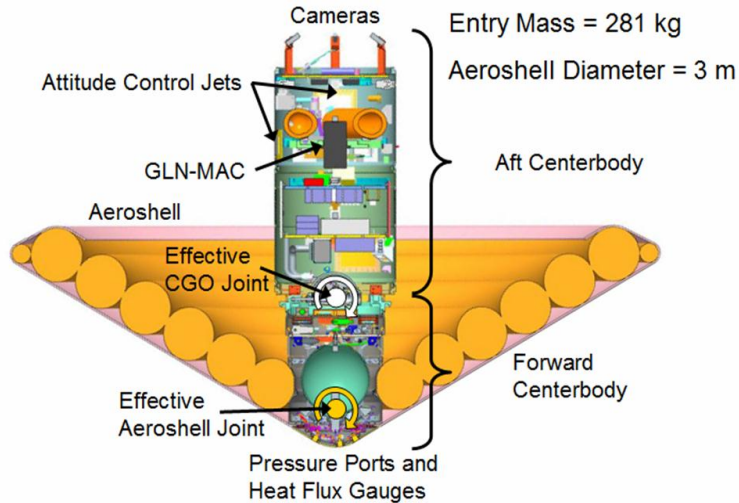 Cameras
Entry Mass = 281 kg
Aeroshell Diameter = 3 m
Attitude Control Jets
GLN-MAC
Aft Centerbody
Aeroshell
Effective
CGO Joint
Forward
Centerbody
Effective
Aeroshell Joint
Pressure Ports and
Heat Flux Gauges